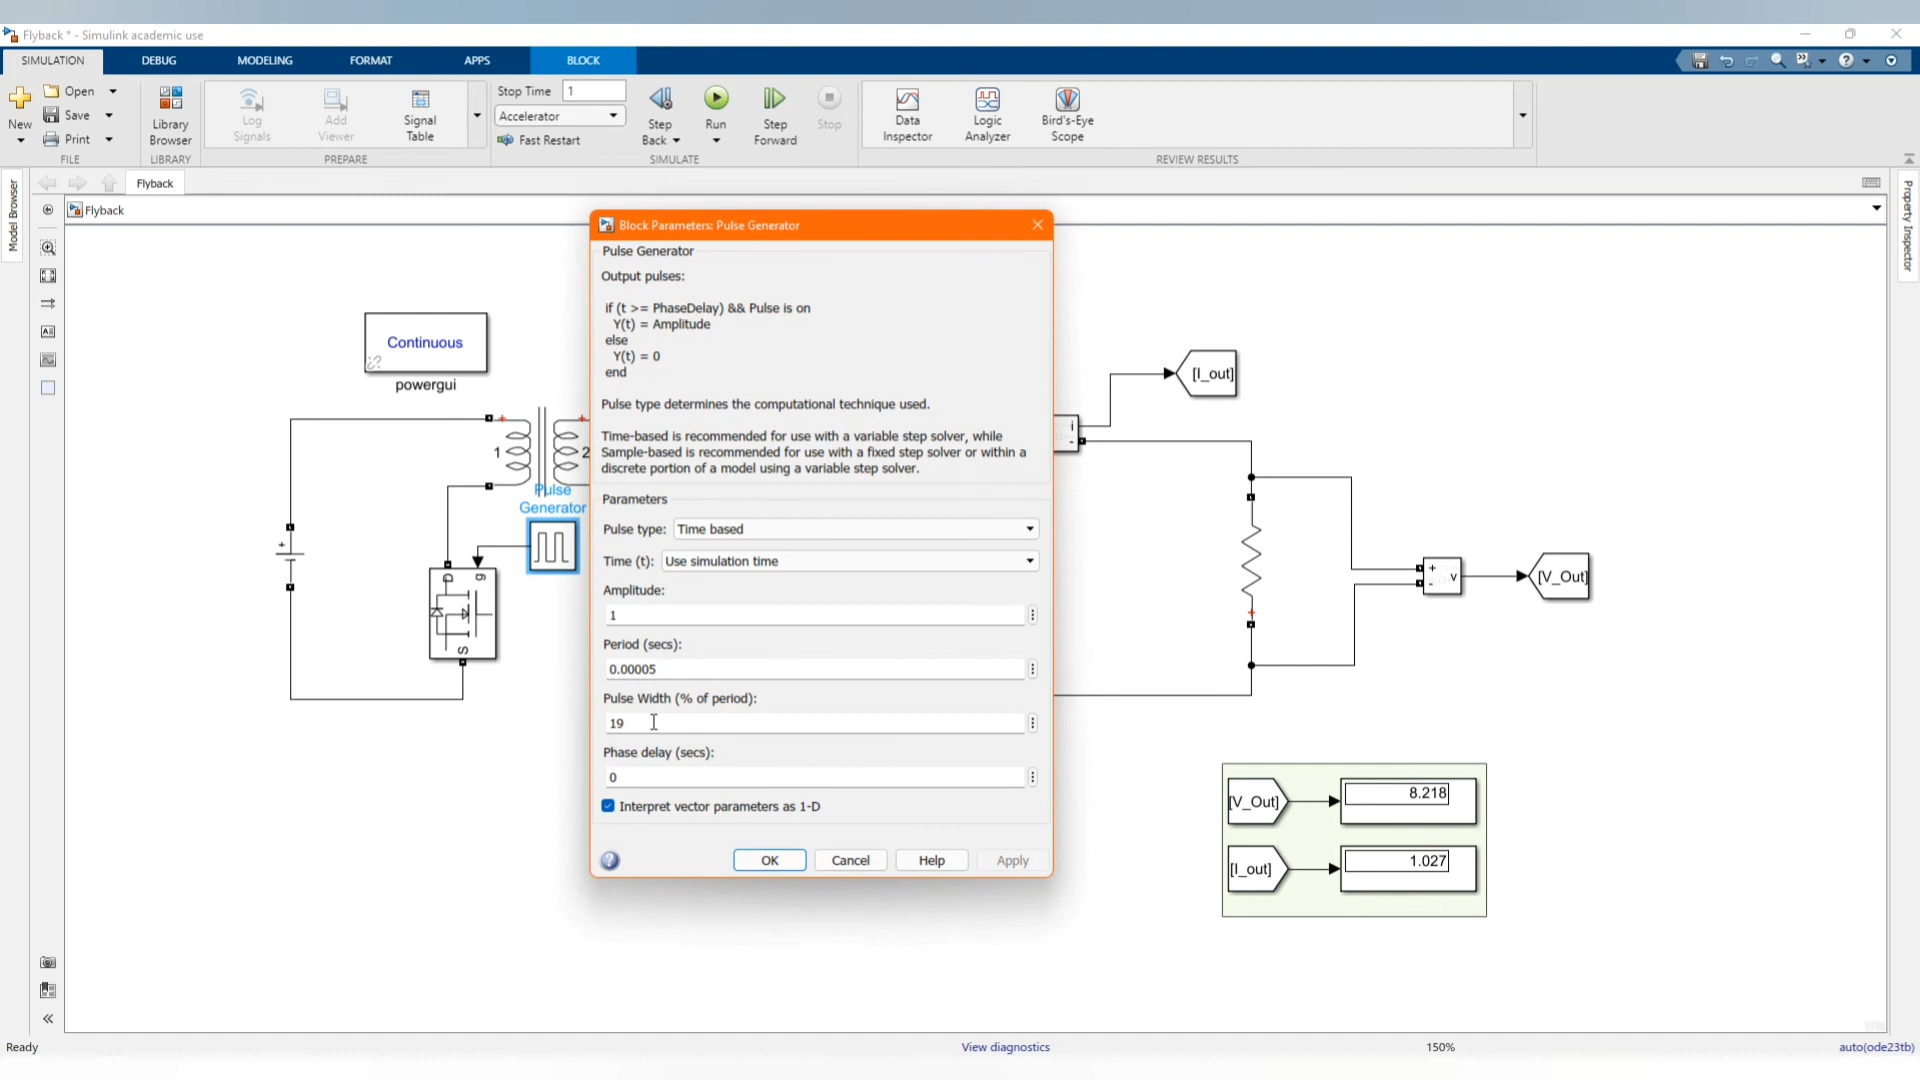 Flyback * - Simulink academic use
SIMULATION DEBUG MODELING FORMAT APPS BLOCK
New
Open
Save
Print
FILE
Library Browser
LIBRARY
Log Signals
Add Viewer
Signal Table
PREPARE
Stop Time 1
Accelerator
Fast Restart
Step Back
Run
Step Forward
Stop
SIMULATE
Data Inspector
Logic Analyzer
Bird's-Eye Scope
REVIEW RESULTS
Model Browser
Flyback
Flyback
Property Inspector
Continuous
powergui
1
2
Pulse
Generator
+
D
g
S
Block Parameters: Pulse Generator
Pulse Generator
Output pulses:
if (t >= PhaseDelay) && Pulse is on
Y(t) = Amplitude
else
Y(t) = 0
end
Pulse type determines the computational technique used.
Time-based is recommended for use with a variable step solver, while
Sample-based is recommended for use with a fixed step solver or within a
discrete portion of a model using a variable step solver.
Parameters
Pulse type: Time based
Time (t): Use simulation time
Amplitude:
1
Period (secs):
0.00005
Pulse Width (% of period):
19
Phase delay (secs):
0
Interpret vector parameters as 1-D
OK Cancel Help Apply
i
-
[I_out]
+
+
- v
[V_Out]
[V_Out] 8.218
[I_out] 1.027
Ready View diagnostics 150% auto(ode23tb)